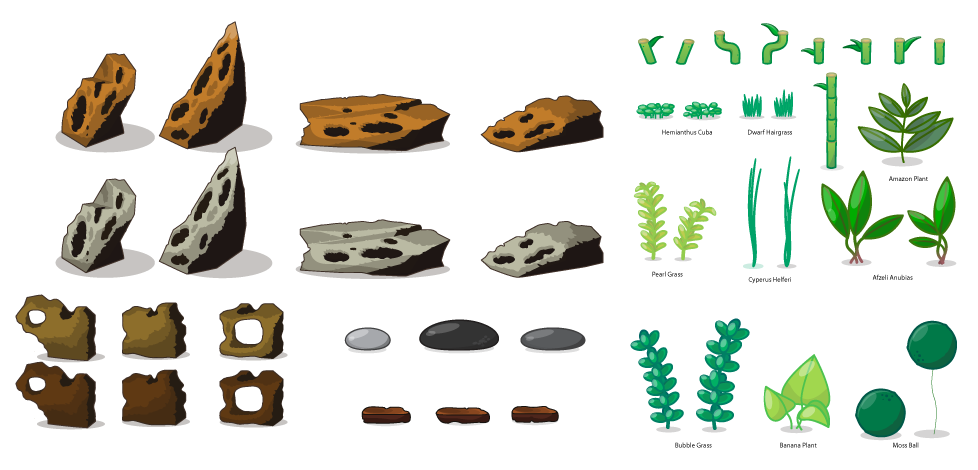 Hemianthus Cuba
Dwarf Hairgrass
Amazon Plant
Pearl Grass
Cyperus Helferi
Afzeli Anubias
Bubble Grass
Banana Plant
Moss Ball